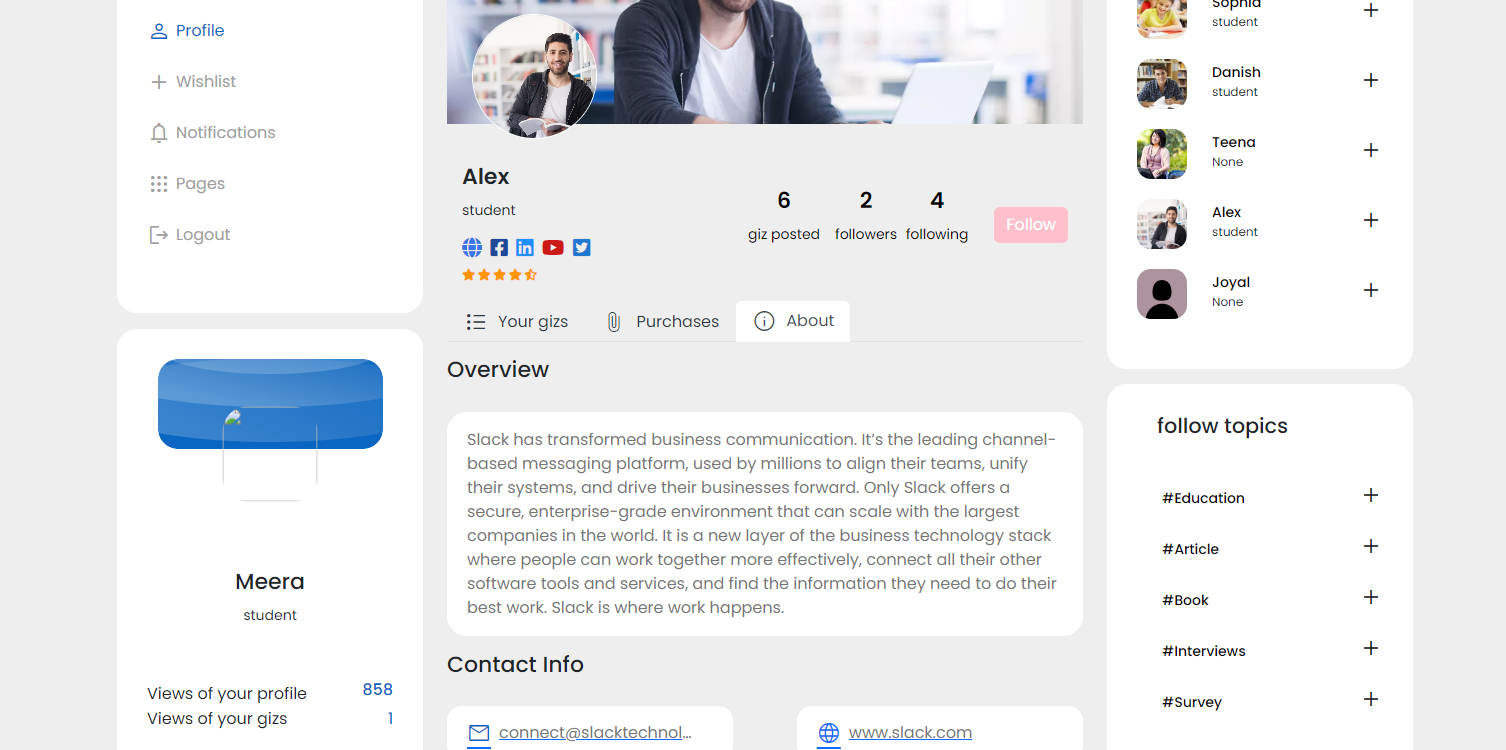 Profile
Wishlist
Notifications
Pages
Logout
Meera
student
Views of your profile 858
Views of your gizs 1
Alex
student
6 2 4
giz posted followers following
Follow
Your gizs Purchases About
Overview
Slack has transformed business communication. It’s the leading channel-
based messaging platform, used by millions to align their teams, unify
their systems, and drive their businesses forward. Only Slack offers a
secure, enterprise-grade environment that can scale with the largest
companies in the world. It is a new layer of the business technology stack
where people can work together more effectively, connect all their other
software tools and services, and find the information they need to do their
best work. Slack is where work happens.
Contact Info
connect@slacktechnol...
www.slack.com
Sophia
student
Danish
student
Teena
None
Alex
student
Joyal
None
follow topics
#Education
#Article
#Book
#Interviews
#Survey